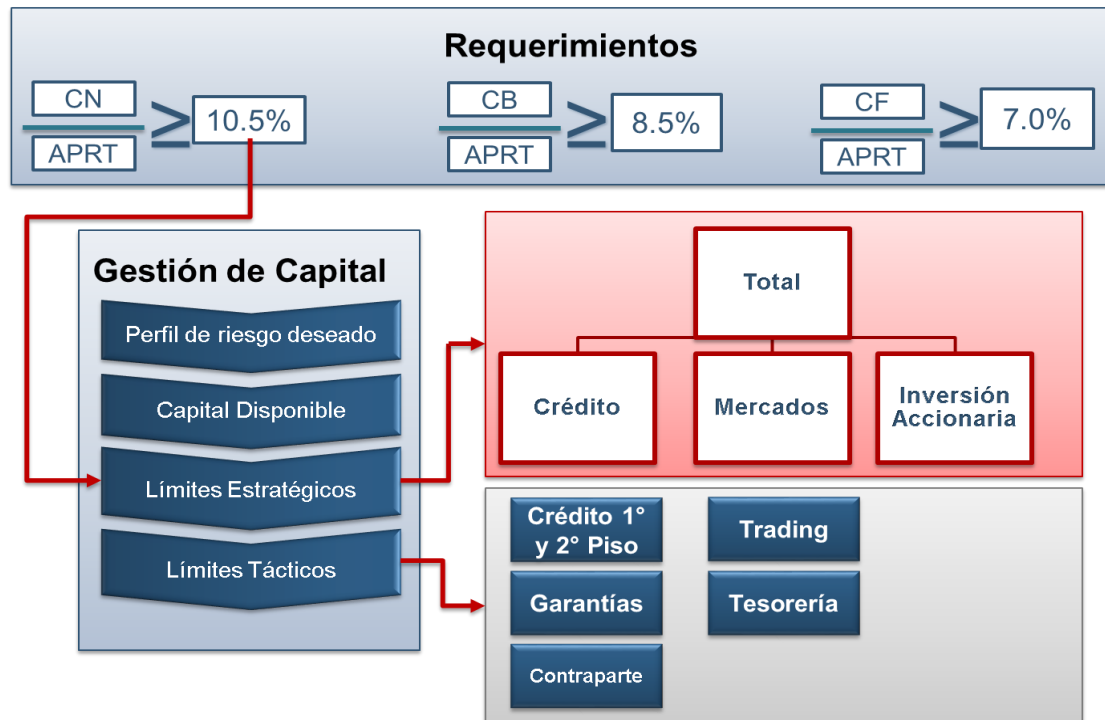 Requerimientos
CN
APRT
≥
10.5%
CB
APRT
≥
8.5%
CF
APRT
≥
7.0%
Gestión de Capital
Perfil de riesgo deseado
Capital Disponible
Límites Estratégicos
Límites Tácticos
Total
Crédito
Mercados
Inversión
Accionaria
Crédito 1°
y 2° Piso
Trading
Garantías
Tesorería
Contraparte